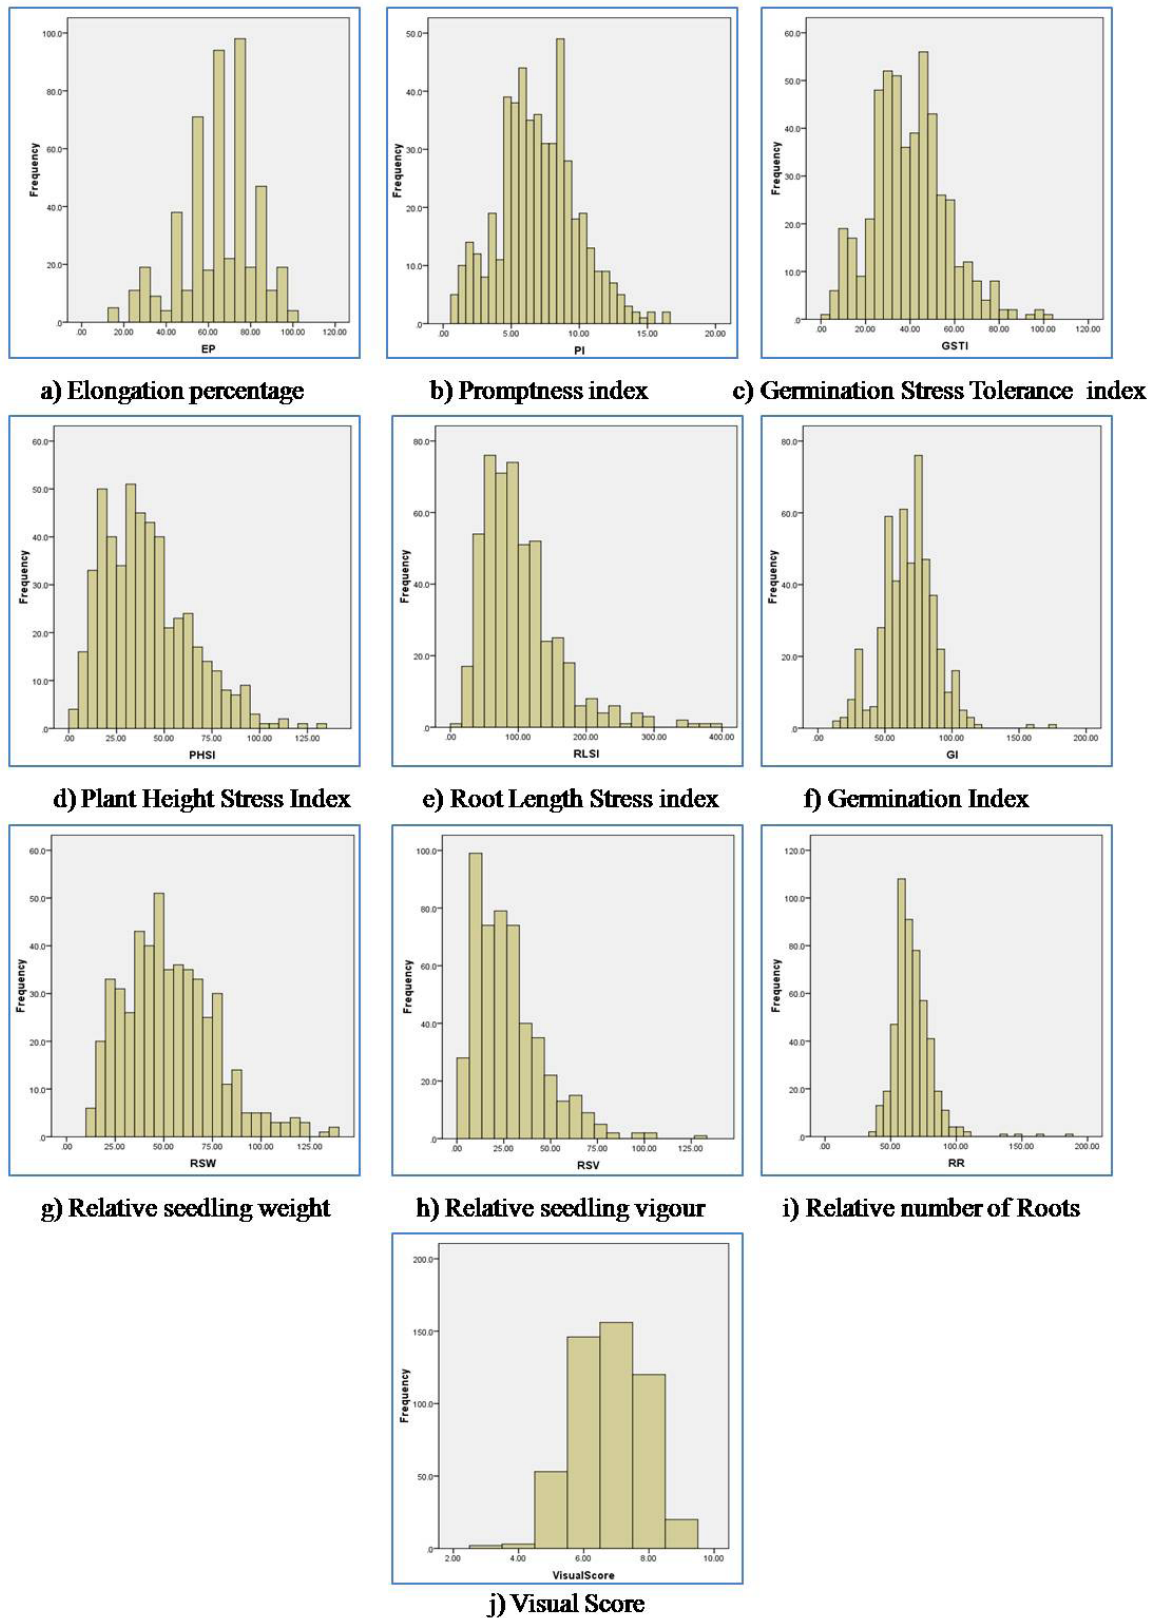 100.0
80.0
60.0
40.0
20.0
.0
Frequency
.00 20.00 40.00 60.00 80.00 100.00 120.00
EP
50.0
40.0
30.0
20.0
10.0
.0
Frequency
.00 5.00 10.00 15.00 20.00
PI
60.0
50.0
40.0
30.0
20.0
10.0
.0
Frequency
.00 20.00 40.00 60.00 80.00 100.00 120.00
GSTI
a) Elongation percentage
b) Promptness index
c) Germination Stress Tolerance index
60.0
50.0
40.0
30.0
20.0
10.0
.0
Frequency
.00 25.00 50.00 75.00 100.00 125.00
PHSI
80.0
60.0
40.0
20.0
.0
Frequency
.00 100.00 200.00 300.00 400.00
RLSI
80.0
60.0
40.0
20.0
.0
Frequency
.00 50.00 100.00 150.00 200.00
GI
d) Plant Height Stress Index
e) Root Length Stress index
f) Germination Index
60.0
50.0
40.0
30.0
20.0
10.0
.0
Frequency
.00 25.00 50.00 75.00 100.00 125.00
RSW
100.0
80.0
60.0
40.0
20.0
.0
Frequency
.00 25.00 50.00 75.00 100.00 125.00
RSV
120.0
100.0
80.0
60.0
40.0
20.0
.0
Frequency
.00 50.00 100.00 150.00 200.00
RR
g) Relative seedling weight
h) Relative seedling vigour
i) Relative number of Roots
200.0
150.0
100.0
50.0
.0
Frequency
2.00 4.00 6.00 8.00 10.00
VisualScore
j) Visual Score